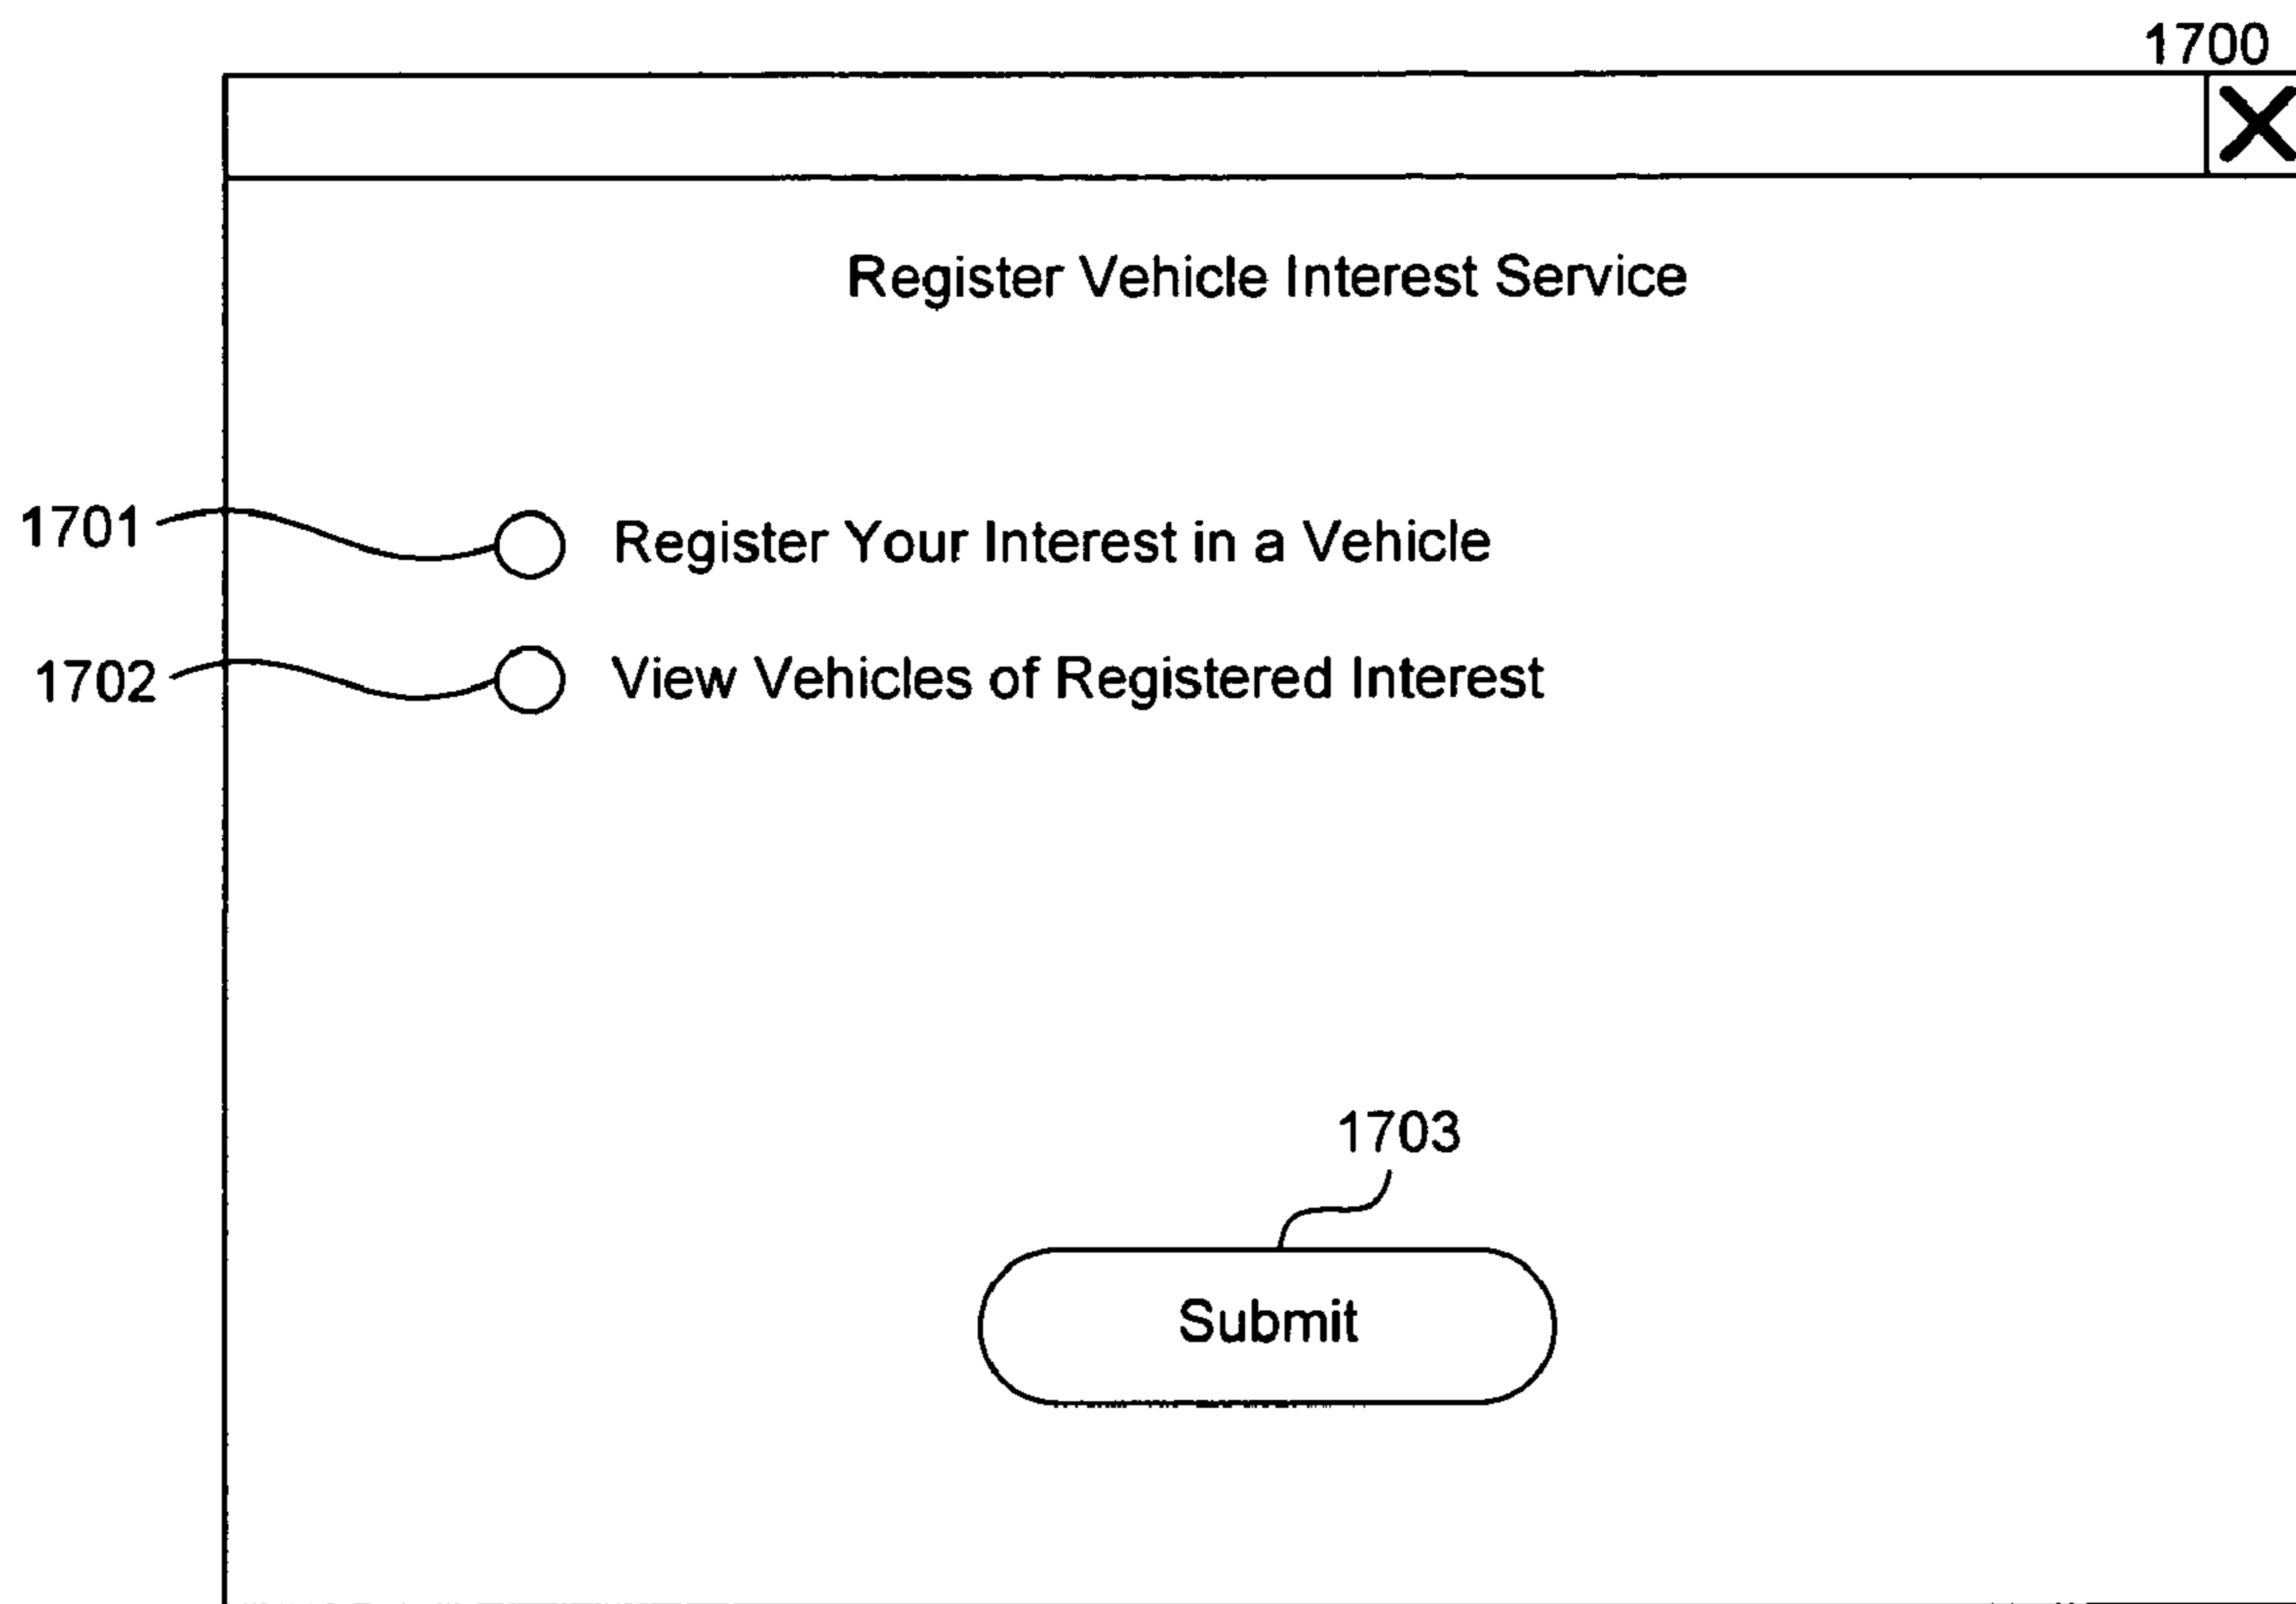 1700
Register Vehicle Interest Service
1701 Register Your Interest in a Vehicle
1702 View Vehicles of Registered Interest
1703
Submit